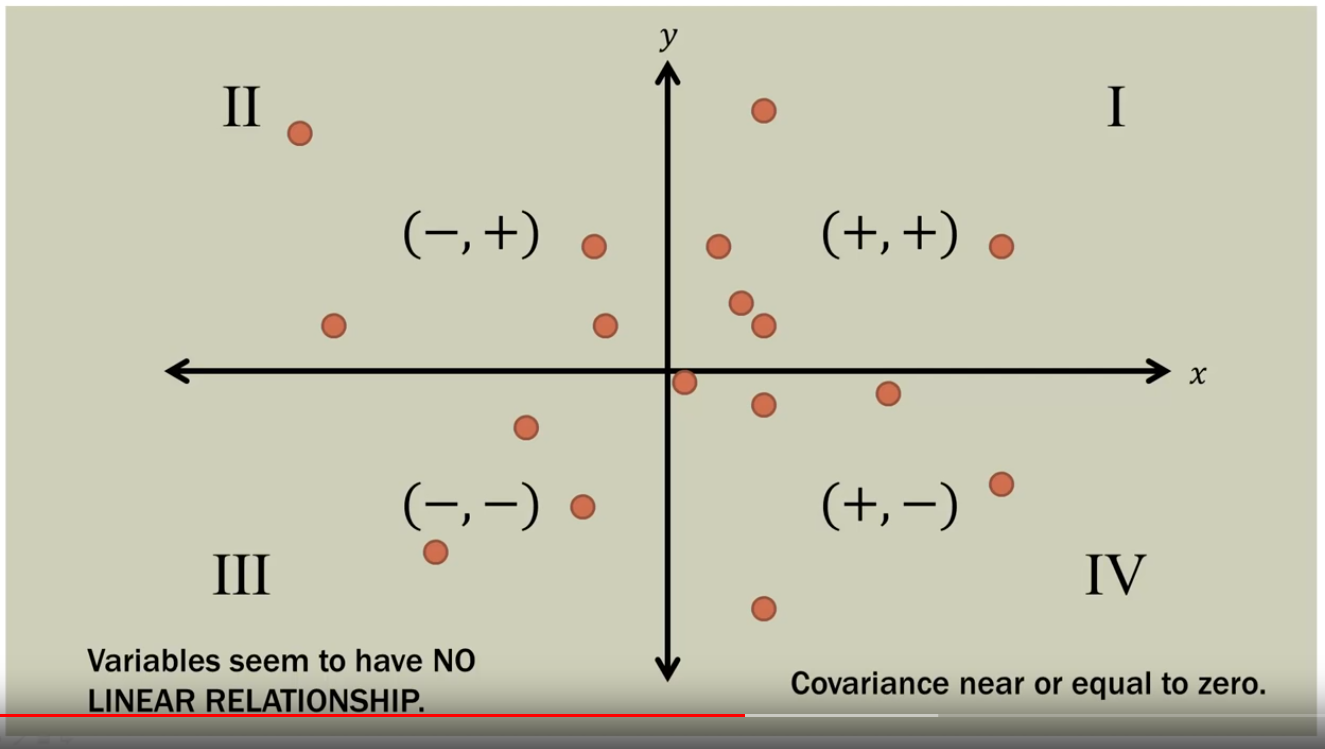 y
II
I
(−,+)
(+,+)
x
(−,−)
(+,−)
III
IV
Variables seem to have NO
LINEAR RELATIONSHIP.
Covariance near or equal to zero.